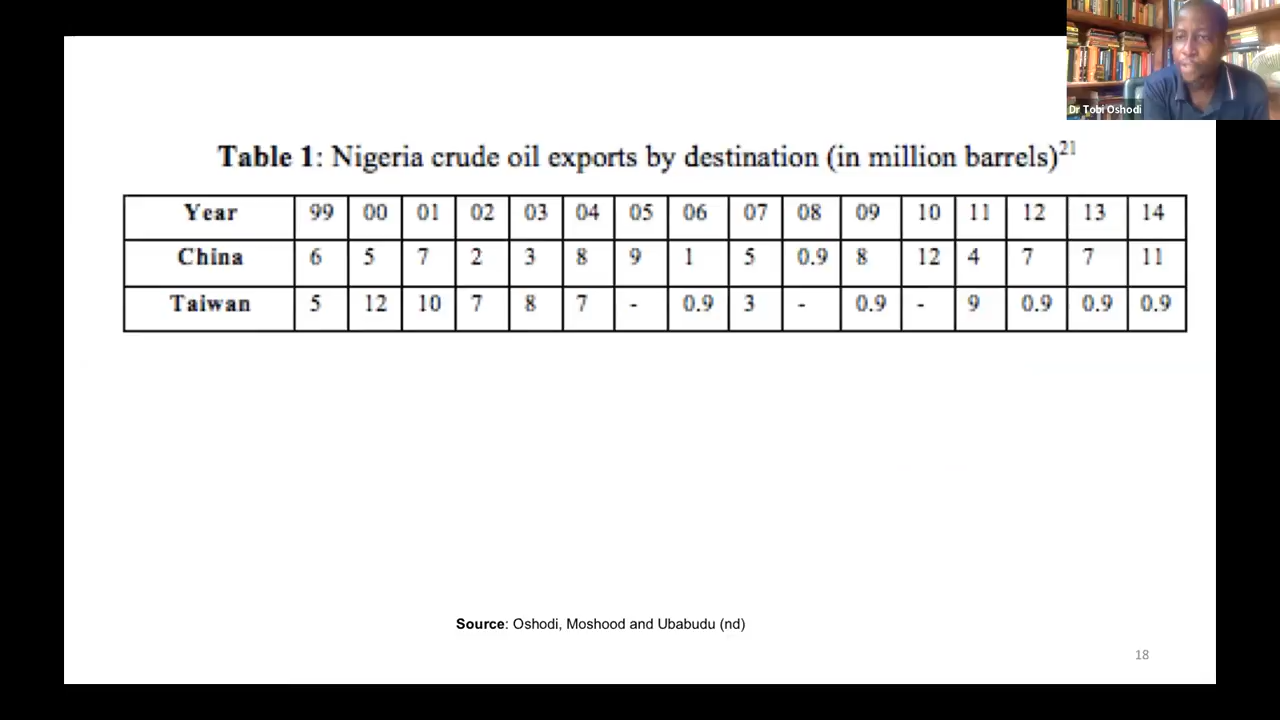 Dr Tobi Oshodi
Table 1: Nigeria crude oil exports by destination (in million barrels)21
Year 99 00 01 02 03 04 05 06 07 08 09 10 11 12 13 14
China 6 5 7 2 3 8 9 1 5 0.9 8 12 4 7 7 11
Taiwan 5 12 10 7 8 7 - 0.9 3 - 0.9 - 9 0.9 0.9 0.9
Source: Oshodi, Moshood and Ubabudu (nd)
18